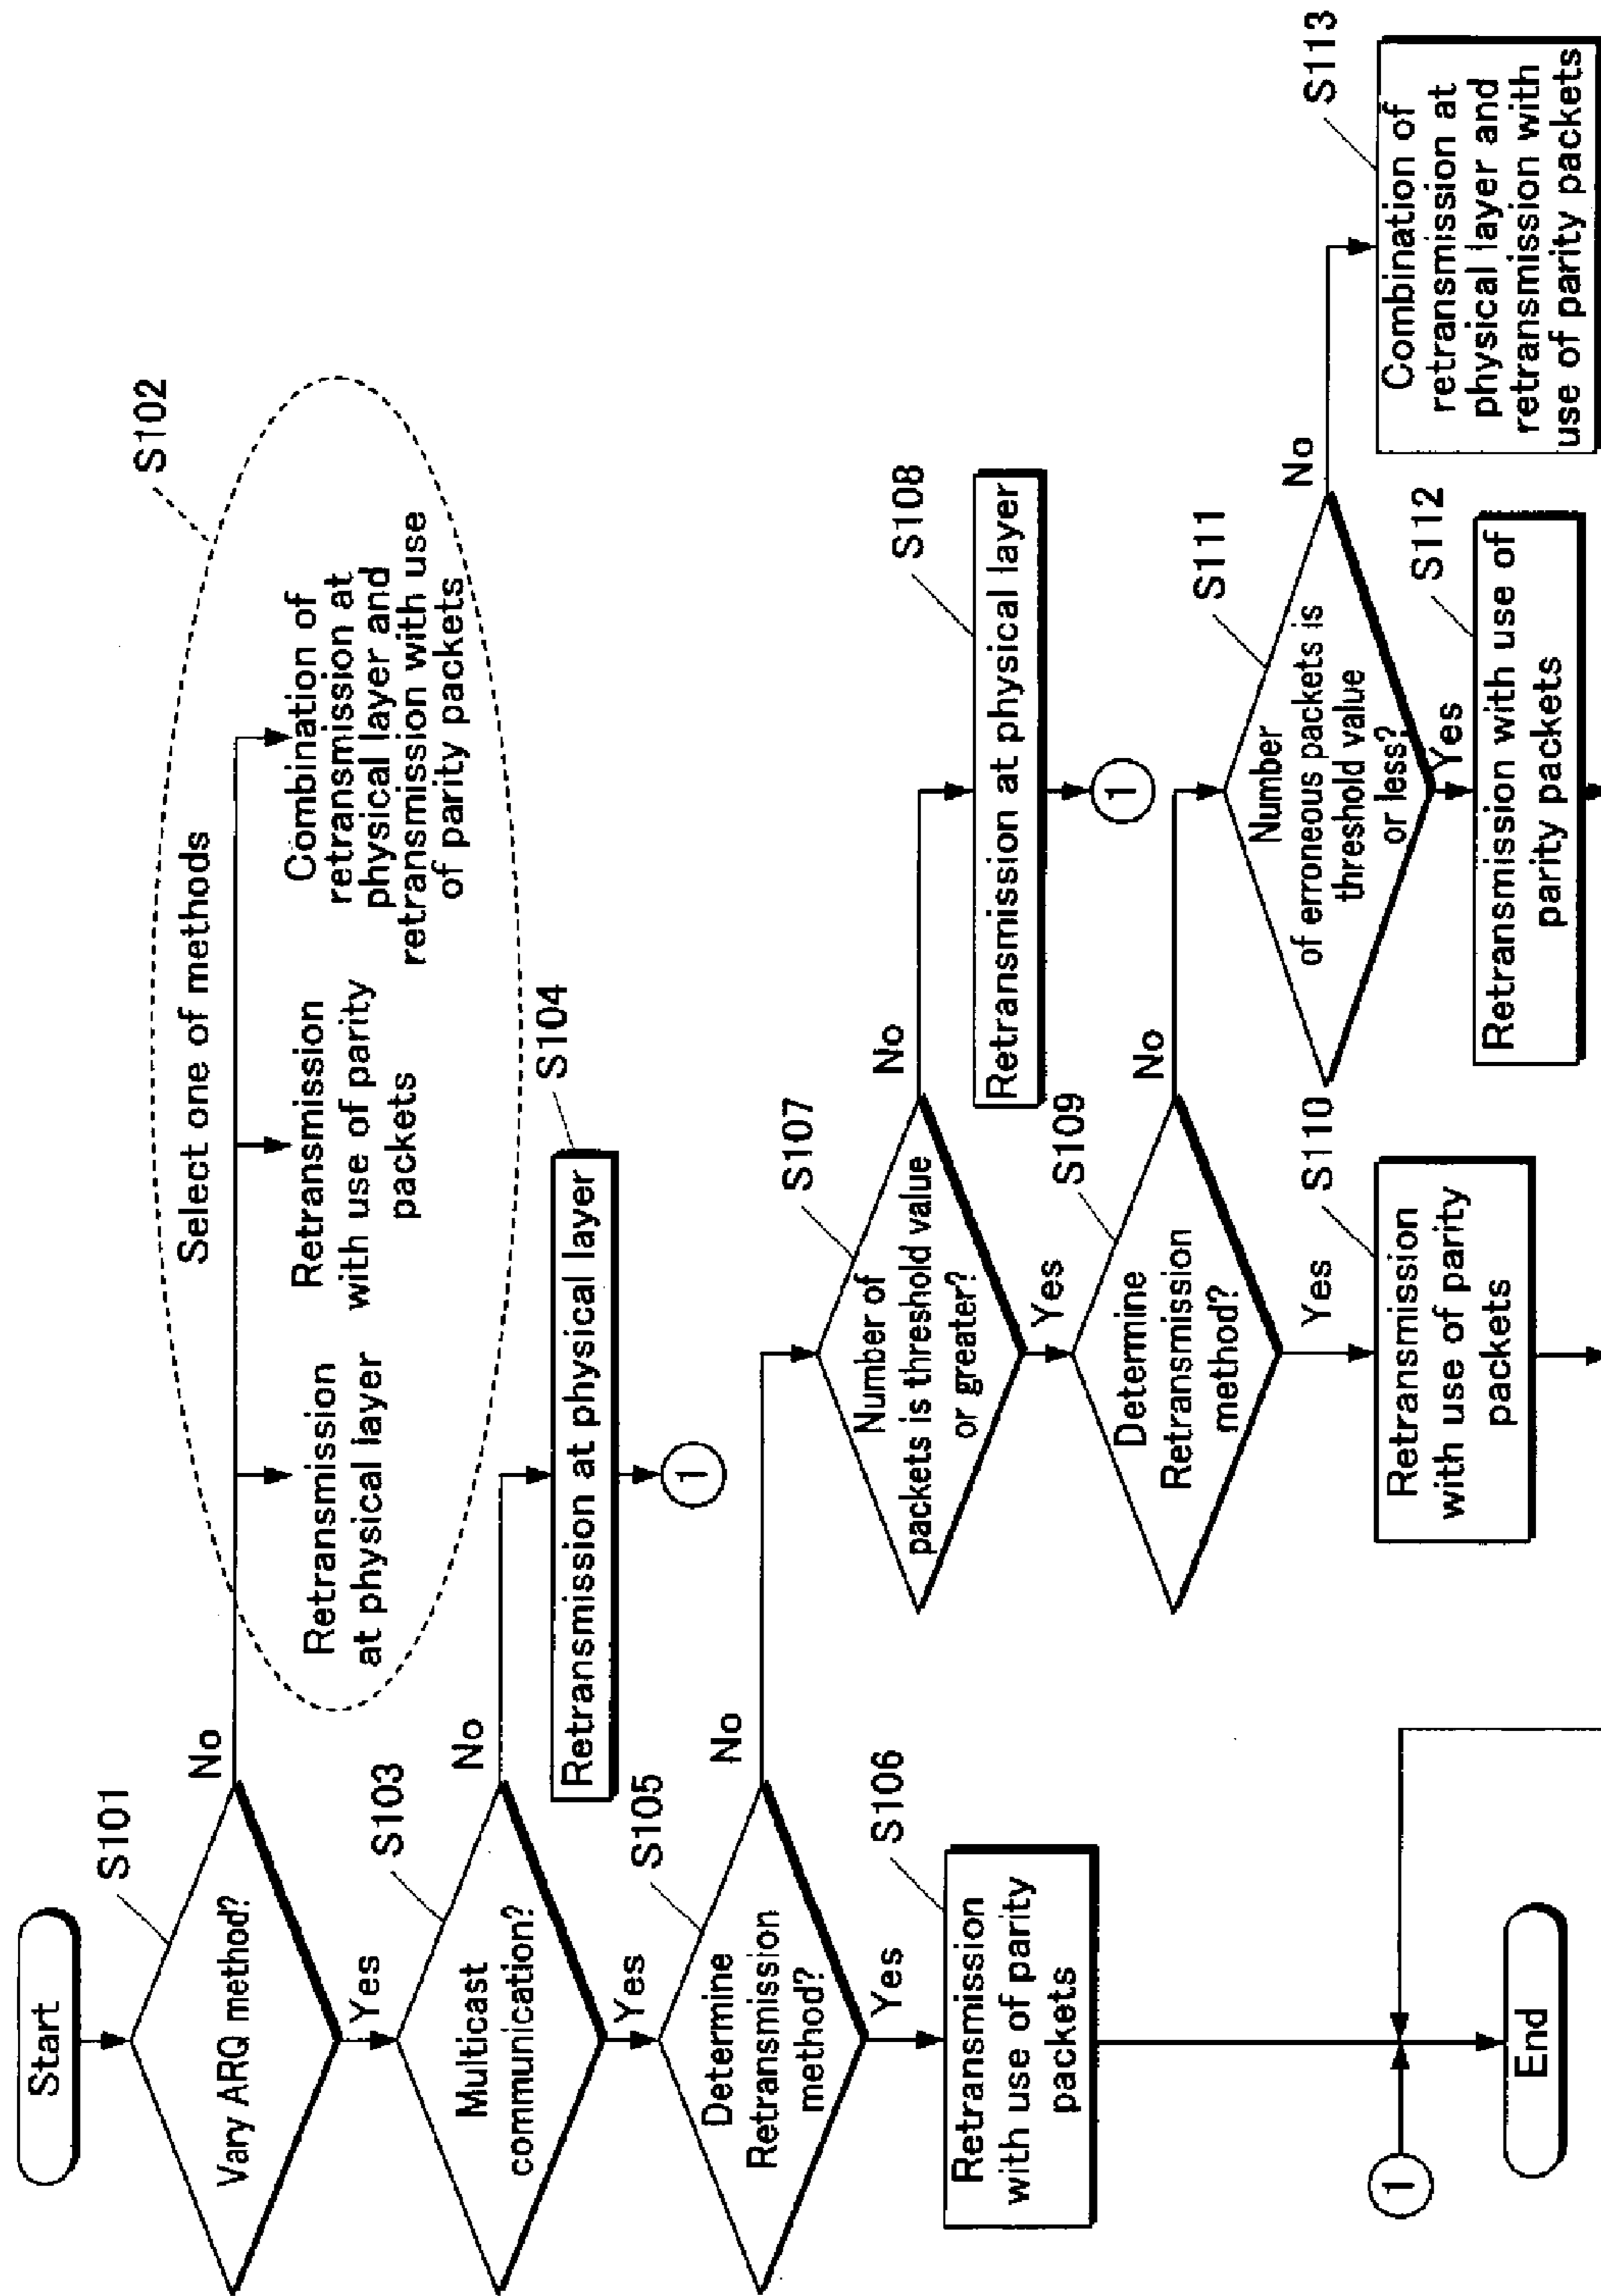 Start
S101
Vary ARQ method?
No
Yes
S102
Select one of methods
Retransmission
at physical layer
Retransmission
with use of parity
packets
Combination of
retransmission at
physical layer and
retransmission with use
of parity packets
S103
Multicast
communication?
No
Yes
S104
Retransmission at physical layer
1
S105
Determine
Retransmission
method?
No
Yes
S106
Retransmission
with use of parity
packets
S107
Number of
packets is threshold value
or greater?
No
Yes
S108
Retransmission at physical layer
1
S109
Determine
Retransmission
method?
No
Yes
S110
Retransmission
with use of parity
packets
S111
Number
of erroneous packets is
threshold value
or less?
No
Yes
S112
Retransmission with use of
parity packets
S113
Combination of
retransmission at
physical layer and
retransmission with
use of parity packets
1
End